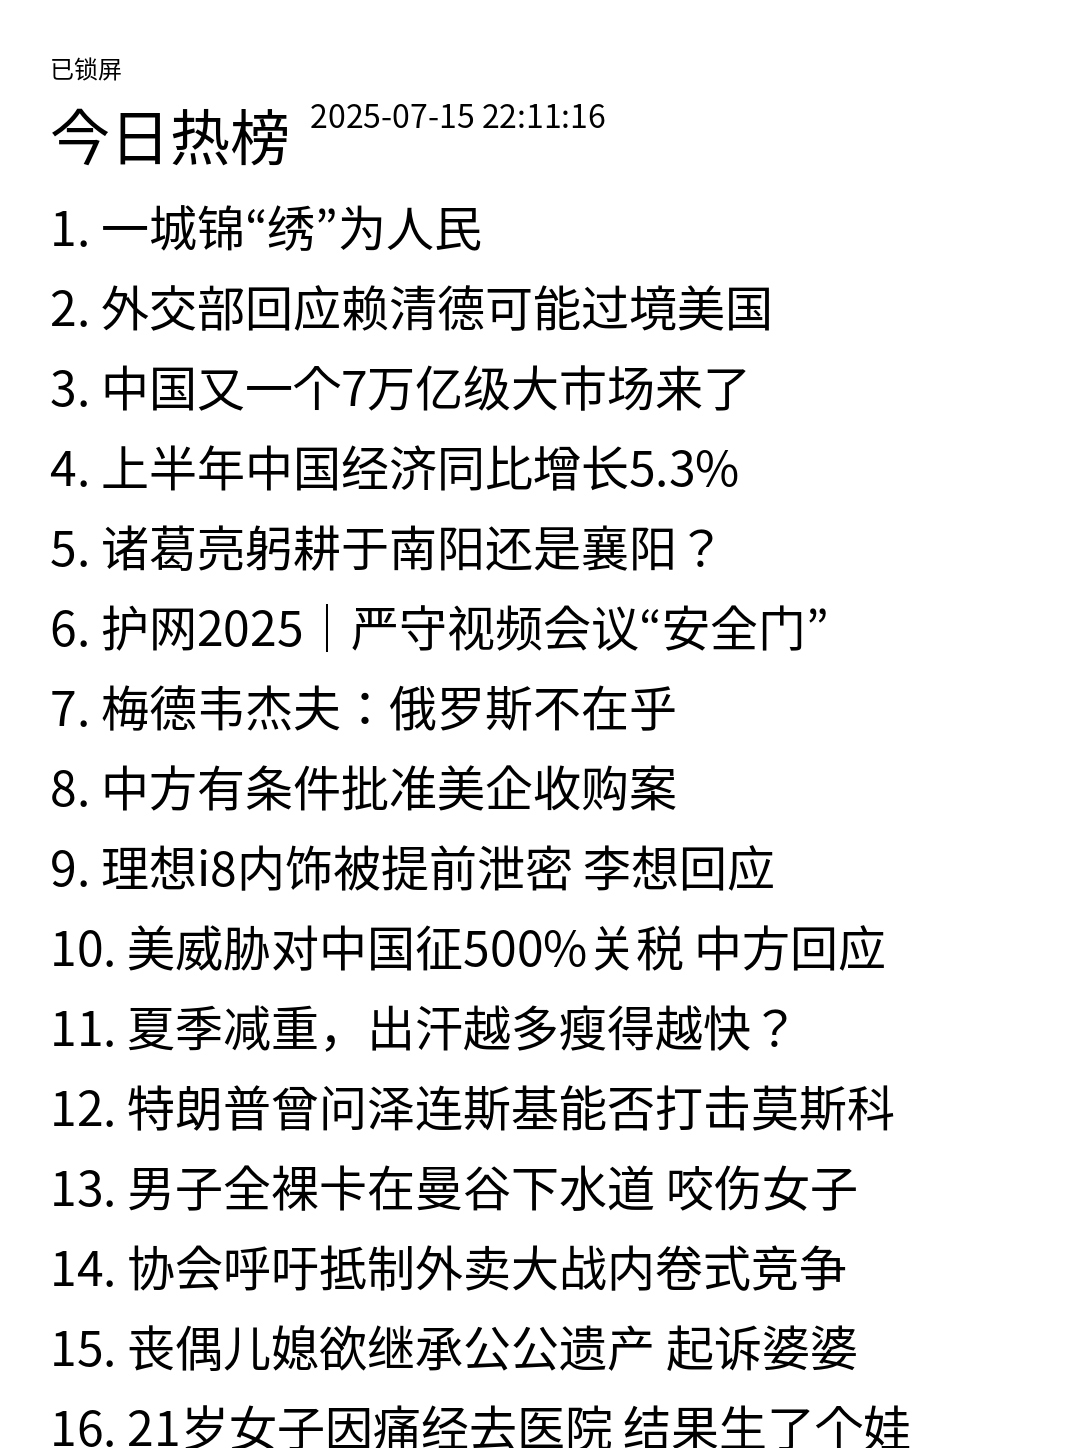 已锁屏
今日热榜 2025-07-15 22:11:16
1. 一城锦“绣”为人民
2. 外交部回应赖清德可能过境美国
3. 中国又一个7万亿级大市场来了
4. 上半年中国经济同比增长5.3%
5. 诸葛亮躬耕于南阳还是襄阳？
6. 护网2025｜严守视频会议“安全门”
7. 梅德韦杰夫：俄罗斯不在乎
8. 中方有条件批准美企收购案
9. 理想i8内饰被提前泄密 李想回应
10. 美威胁对中国征500%关税 中方回应
11. 夏季减重，出汗越多瘦得越快？
12. 特朗普曾问泽连斯基能否打击莫斯科
13. 男子全裸卡在曼谷下水道 咬伤女子
14. 协会呼吁抵制外卖大战内卷式竞争
15. 丧偶儿媳欲继承公公遗产 起诉婆婆
16. 21岁女子因痛经去医院 结果生了个娃